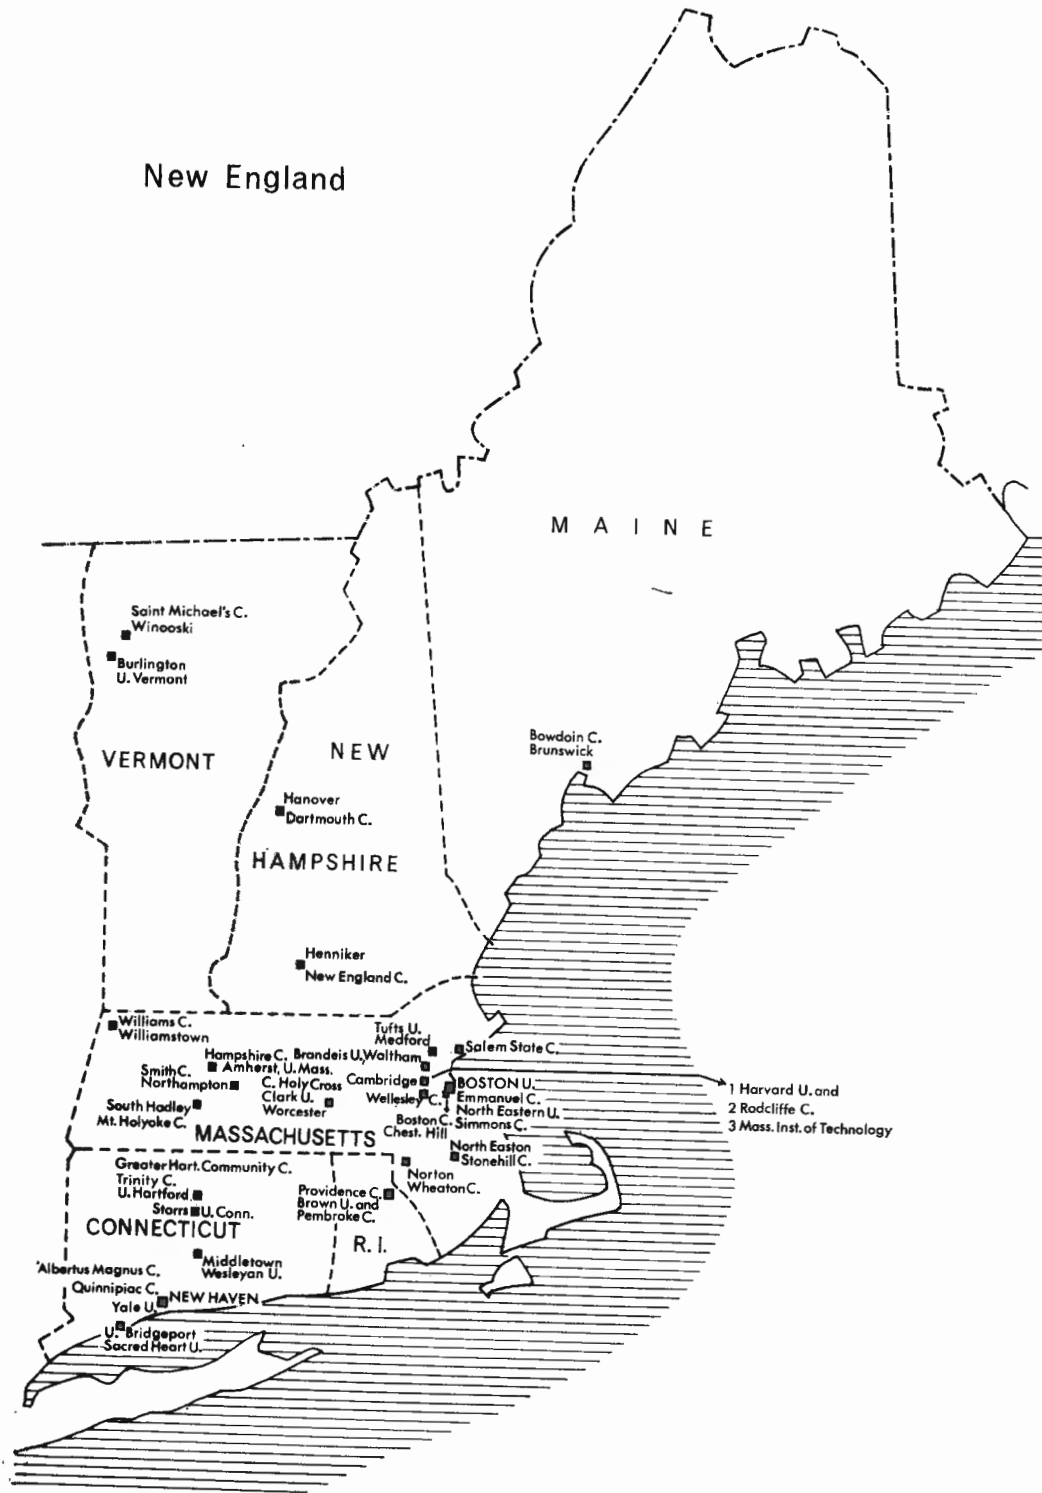 New England
MAINE
Saint Michael's C.
Winooski
Burlington
U. Vermont
VERMONT
NEW
HAMPSHIRE
Bowdoin C.
Brunswick
Hanover
Dartmouth C.
Henniker
New England C.
Williams C.
Williamstown
Tufts U.
Medford
Salem State C.
Hampshire C.
Amherst, U. Mass.
Brandeis U., Waltham
Smith C.
Northampton
C. Holy Cross
Clark U.
Worcester
Cambridge
Wellesley C.
BOSTON U.
Emmanuel C.
North Eastern U.
Simmons C.
1 Harvard U. and
2 Radcliffe C.
3 Mass. Inst. of Technology
South Hadley
Mt. Holyoke C.
Boston C.
Chest. Hill
MASSACHUSETTS
North Easton
Stonehill C.
Norton
Wheaton C.
Greater Hart. Community C.
Trinity C.
U. Hartford
Storrs
U. Conn.
CONNECTICUT
Providence C.
Brown U. and
Pembroke C.
R. I.
Middletown
Wesleyan U.
Albertus Magnus C.
Quinnipiac C.
Yale U.
NEW HAVEN
U. Bridgeport
Sacred Heart U.